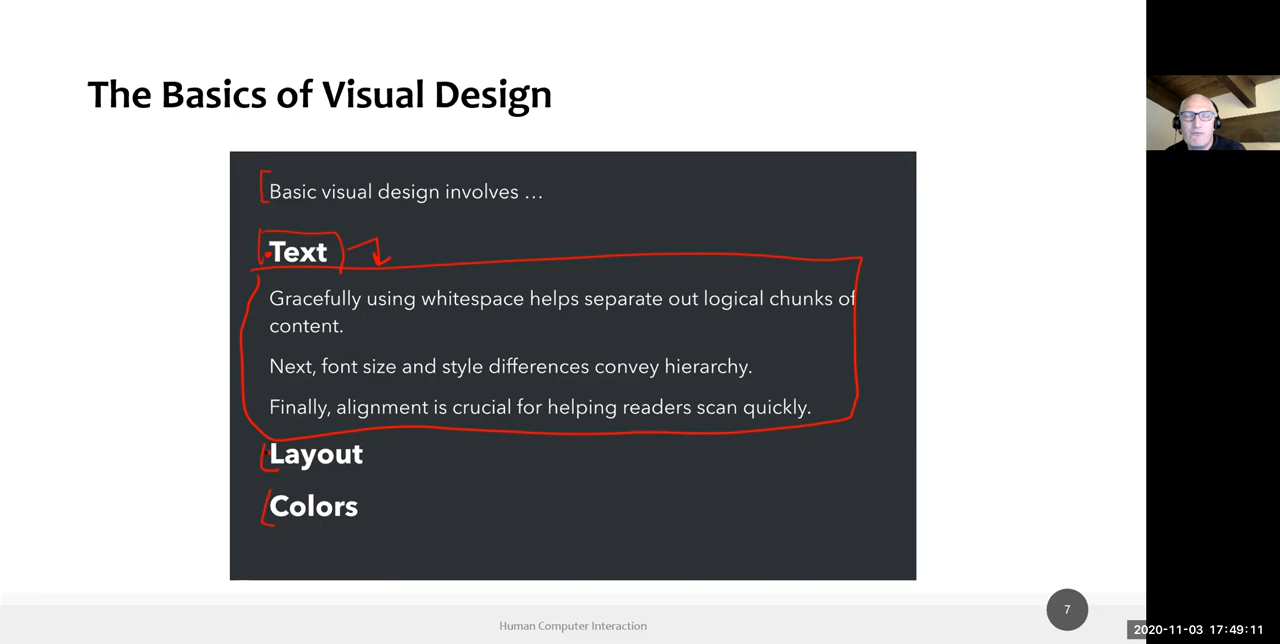 The Basics of Visual Design
Basic visual design involves …
Text
Gracefully using whitespace helps separate out logical chunks of
content.
Next, font size and style differences convey hierarchy.
Finally, alignment is crucial for helping readers scan quickly.
Layout
Colors
Human Computer Interaction
7
2020-11-03 17:49:11